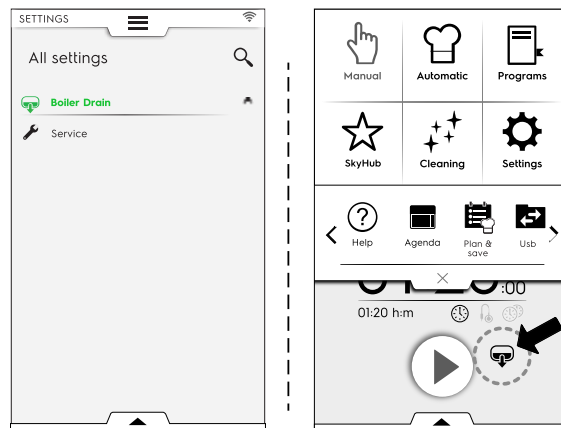 SETTINGS
All settings
Boiler Drain
Service
Manual
Automatic
Programs
SkyHub
Cleaning
Settings
Help
Agenda
Plan &
save
Usb
:00
01:20 h:m